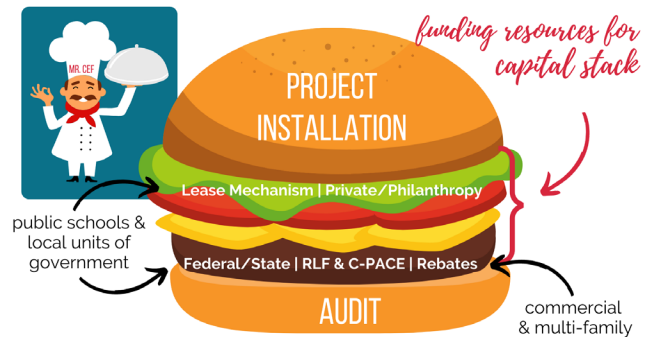 MR. CEF
funding resources for
capital stack
PROJECT
INSTALLATION
Lease Mechanism | Private/Philanthropy
public schools &
local units of
government
Federal/State | RLF & C-PACE | Rebates
AUDIT
commercial
& multi-family